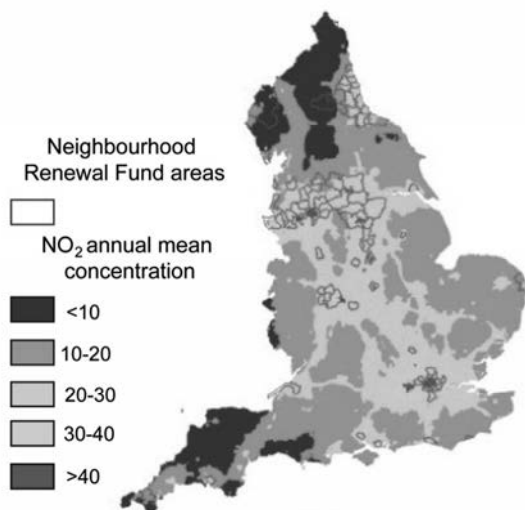 Neighbourhood
Renewal Fund areas
NO₂ annual mean
concentration
<10
10-20
20-30
30-40
>40